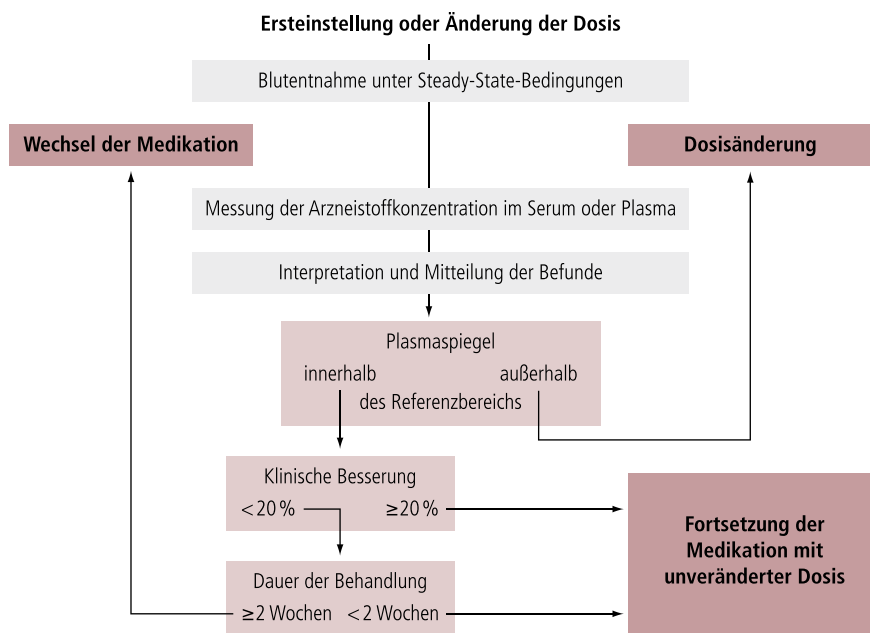 Ersteinstellung oder Änderung der Dosis
Blutentnahme unter Steady-State-Bedingungen
Wechsel der Medikation
Dosisänderung
Messung der Arzneistoffkonzentration im Serum oder Plasma
Interpretation und Mitteilung der Befunde
Plasmaspiegel
innerhalb außerhalb
des Referenzbereichs
Klinische Besserung
<20 % ≥20 %
Fortsetzung der
Medikation mit
unveränderter Dosis
Dauer der Behandlung
≥2 Wochen <2 Wochen